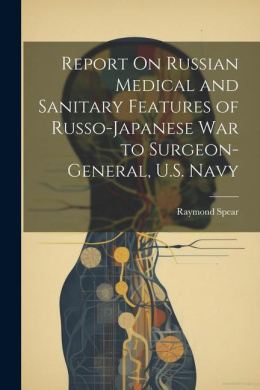 Report On Russian
Medical and
Sanitary Features of
Russo-Japanese War
to Surgeon-
General, U.S. Navy
Raymond Spear